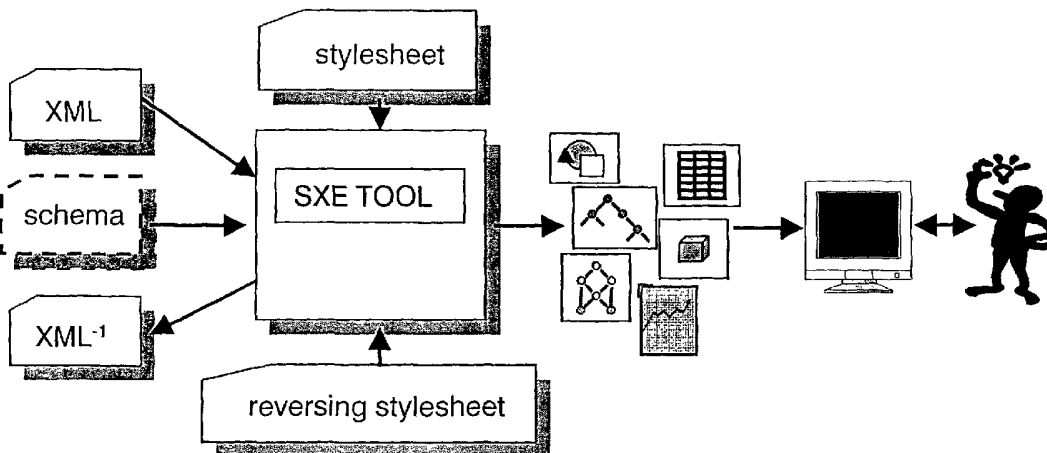 stylesheet
XML
SXE TOOL
schema
XML⁻¹
reversing stylesheet